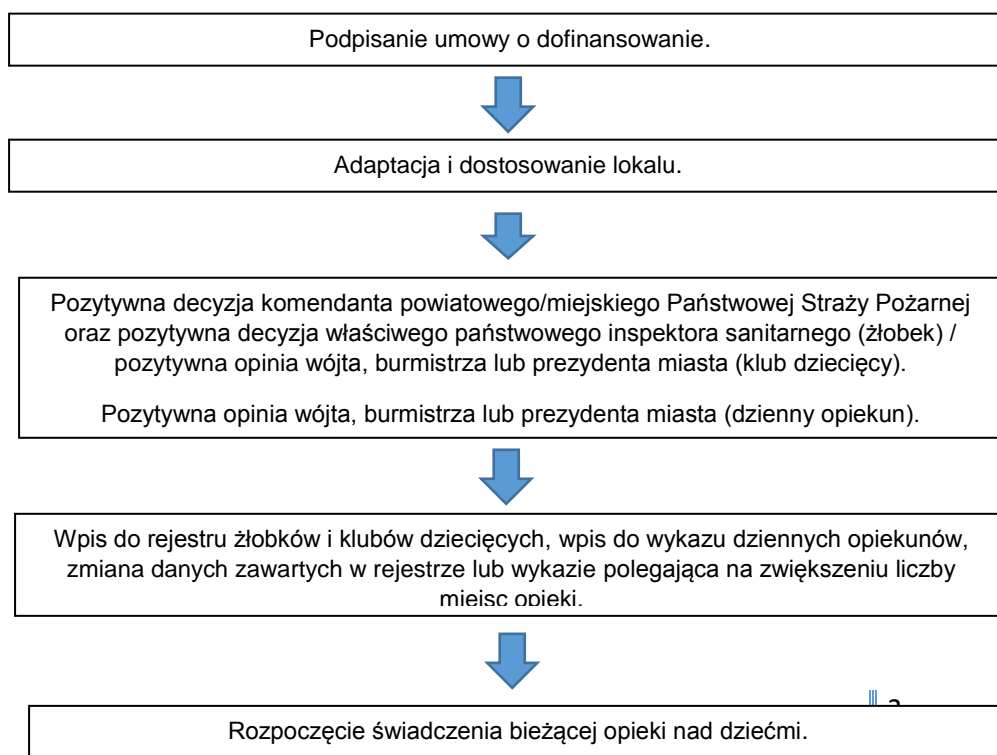 Podpisanie umowy o dofinansowanie.
Adaptacja i dostosowanie lokalu.
Pozytywna decyzja komendanta powiatowego/miejskiego Państwowej Straży Pożarnej
oraz pozytywna decyzja właściwego państwowego inspektora sanitarnego (żłobek) /
pozytywna opinia wójta, burmistrza lub prezydenta miasta (klub dziecięcy).
Pozytywna opinia wójta, burmistrza lub prezydenta miasta (dzienny opiekun).
Wpis do rejestru żłobków i klubów dziecięcych, wpis do wykazu dziennych opiekunów,
zmiana danych zawartych w rejestrze lub wykazie polegająca na zwiększeniu liczby
miejsc opieki.
Rozpoczęcie świadczenia bieżącej opieki nad dziećmi.